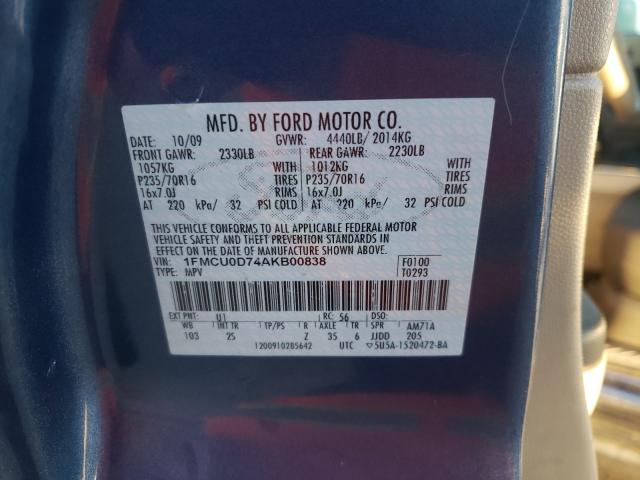 MFD. BY FORD MOTOR CO.
DATE: 10/09 GVWR: 4440LB/ 2014KG
FRONT GAWR: 2330LB REAR GAWR: 2230LB
1057KG WITH 1012KG WITH
P235/70R16 TIRES P235/70R16 TIRES
16x7.0J RIMS 16x7.0J RIMS
AT 220 kPa/ 32 PSI COLD AT 220 kPa/ 32 PSI COLD
THIS VEHICLE CONFORMS TO ALL APPLICABLE FEDERAL MOTOR
VEHICLE SAFETY AND THEFT PREVENTION STANDARDS IN
EFFECT ON THE DATE OF MANUFACTURE SHOWN ABOVE.
VIN: 1FMCU0D74AKB00838 F0100
TYPE: MPV T0293
EXT PNT: U1 RC: 56 DSO:
WB INT TR TP/PS R AXLE TR SPR AM71A
103 25 Z 35 6 JJDD 205
1200910285642 UTC ▽5U5A-1520472-BA